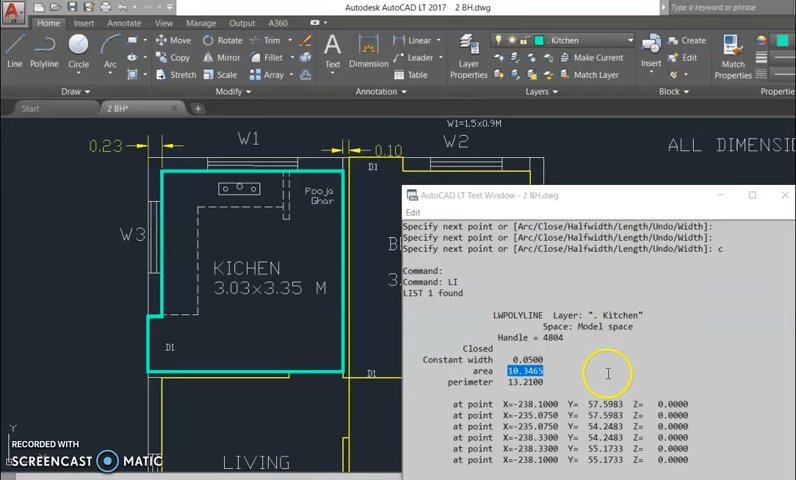 Autodesk AutoCAD LT 2017 2 BH.dwg
Type a keyword or phrase
Home Insert Annotate View Manage Output A360
Line Polyline Circle Arc
Move Rotate Trim
Copy Mirror Fillet
Stretch Scale Array
Text Dimension
Linear
Leader
Table
Layer Properties
. Kitchen
Make Current
Match Layer
Insert
Create
Edit
Match Properties
Draw Modify Annotation Layers Block Properties
Start 2 BH*
W1=1.5x0.9M
0.23 W1 0.10 W2 ALL DIMENSIO
D1
Pooja
Ghar
W3
KICHEN
3.03x3.35 M
D1
D1
LIVING
Y
BE
3.
RECORDED WITH
SCREENCAST MATIC
AutoCAD LT Text Window - 2 BH.dwg
Edit
Specify next point or [Arc/Close/Halfwidth/Length/Undo/Width]:
Specify next point or [Arc/Close/Halfwidth/Length/Undo/Width]:
Specify next point or [Arc/Close/Halfwidth/Length/Undo/Width]: c
Command:
Command: LI
LIST 1 found
LWPOLYLINE Layer: ". Kitchen"
Space: Model space
Handle = 4804
Closed
Constant width 0.0500
area 10.3465
perimeter 13.2100
at point X=-238.1000 Y= 57.5983 Z= 0.0000
at point X=-235.0750 Y= 57.5983 Z= 0.0000
at point X=-235.0750 Y= 54.2483 Z= 0.0000
at point X=-238.3300 Y= 54.2483 Z= 0.0000
at point X=-238.3300 Y= 55.1733 Z= 0.0000
at point X=-238.1000 Y= 55.1733 Z= 0.0000